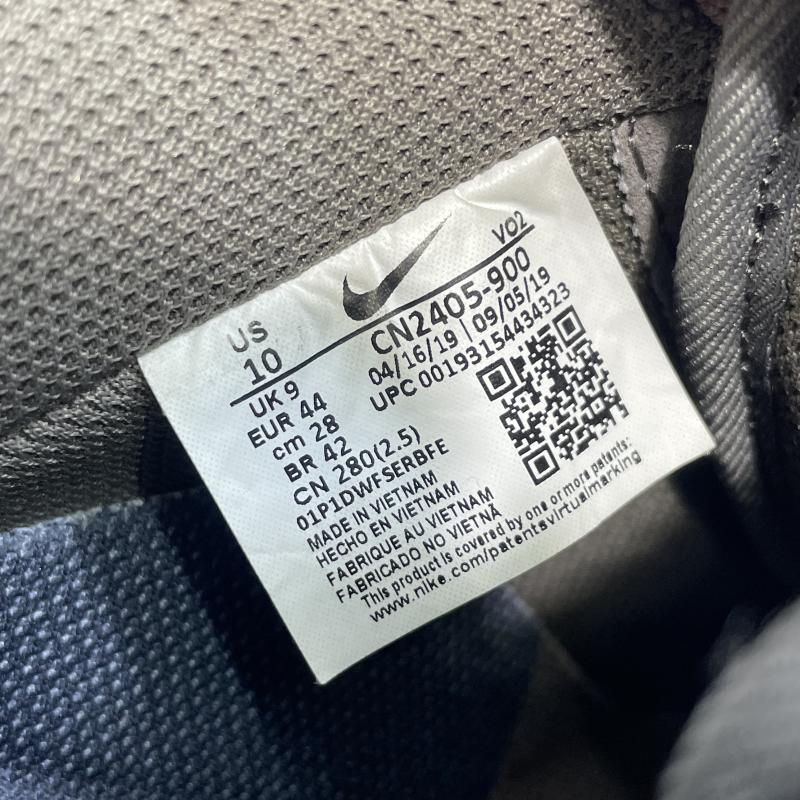 VO2
US
10
CN2405-900
04/16/19 | 09/05/19
UPC 00193154434323
UK 9
EUR 44
cm 28
BR 42
CN 280(2.5)
01P1DWFSERBFE
MADE IN VIETNAM
HECHO EN VIETNAM
FABRIQUE AU VIETNAM
FABRICADO NO VIETNÃ
This product is covered by one or more patents:
www.nike.com/patentsvirtualmarking